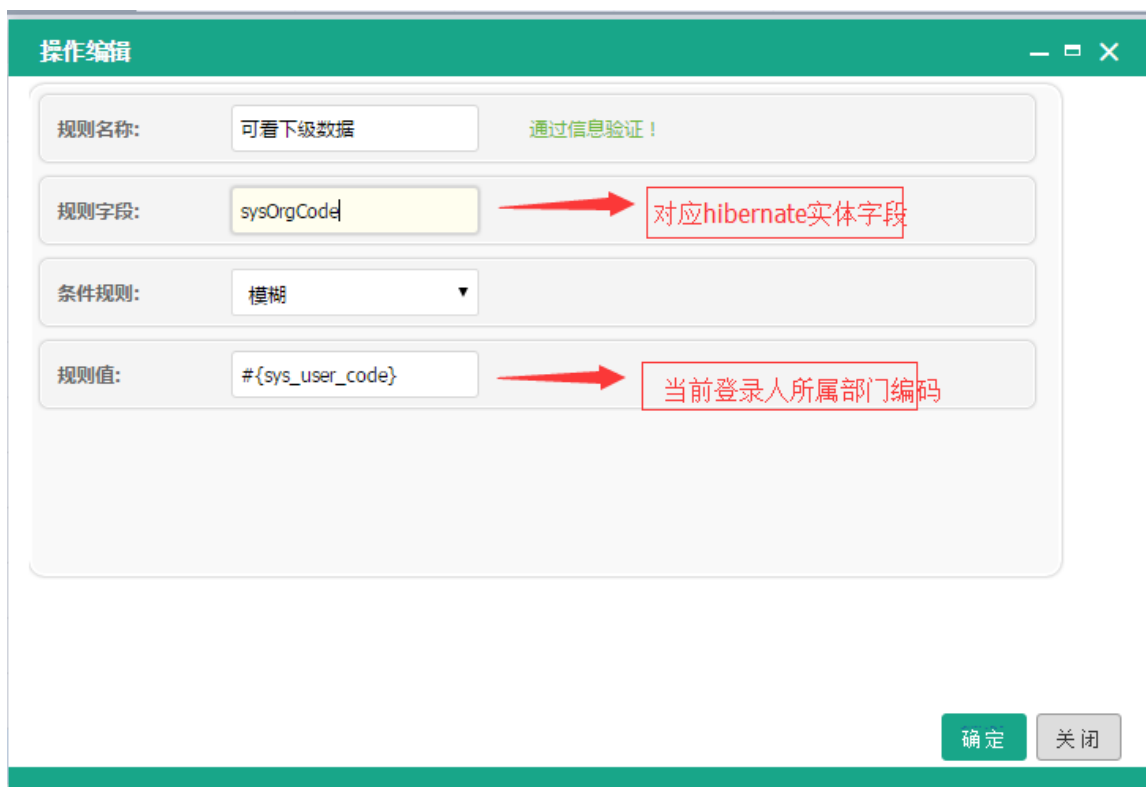 操作编辑
规则名称: 可看下级数据 通过信息验证！
规则字段: sysOrgCode 对应hibernate实体字段
条件规则: 模糊
规则值: #{sys_user_code} 当前登录人所属部门编码
确定 关闭